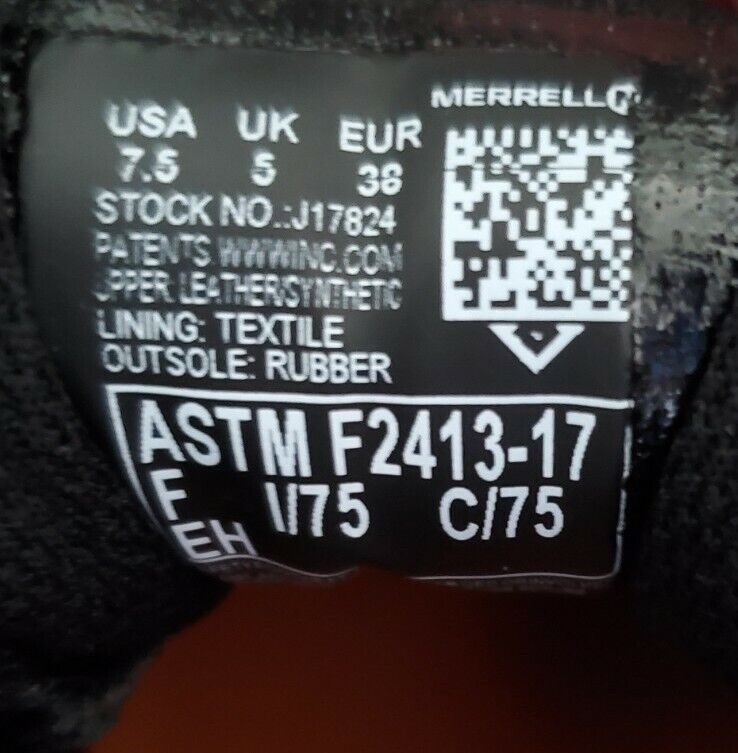 MERRELL
USA UK EUR
7.5 5 38
STOCK NO.:J17824
PATENTS WWWINC.COM
UPPER: LEATHER/SYNTHETIC
LINING: TEXTILE
OUTSOLE: RUBBER
ASTM F2413-17
F I/75 C/75
EH